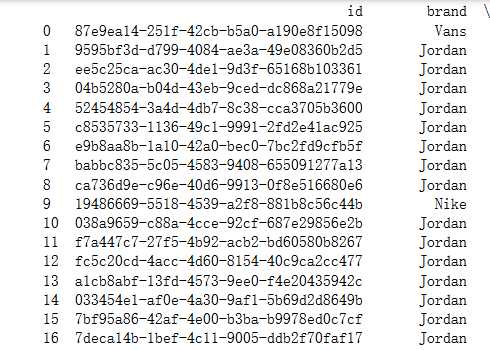 id brand \
0 87e9ea14-251f-42cb-b5a0-a190e8f15098 Vans
1 9595bf3d-d799-4084-ae3a-49e08360b2d5 Jordan
2 ee5c25ca-ac30-4de1-9d3f-65168b103361 Jordan
3 04b5280a-b04d-43eb-9ced-dc868a21779e Jordan
4 52454854-3a4d-4db7-8c38-cca3705b3600 Jordan
5 c8535733-1136-49c1-9991-2fd2e41ac925 Jordan
6 e9b8aa8b-1a10-42a0-bec0-7bc2fd9cfb5f Jordan
7 babbc835-5c05-4583-9408-655091277a13 Jordan
8 ca736d9e-c96e-40d6-9913-0f8e516680e6 Jordan
9 19486669-5518-4539-a2f8-881b8c56c44b Nike
10 038a9659-c88a-4cce-92cf-687e29856e2b Jordan
11 f7a447c7-27f5-4b92-acb2-bd60580b8267 Jordan
12 fc5c20cd-4acc-4d60-8154-40c9ca2cc477 Jordan
13 a1cb8abf-13fd-4573-9ee0-f4e20435942c Jordan
14 033454e1-af0e-4a30-9af1-5b69d2d8649b Jordan
15 7bf95a86-42af-4e00-b3ba-b9978ed0c7cf Jordan
16 7deca14b-1bef-4c11-9005-ddb2f70faf17 Jordan